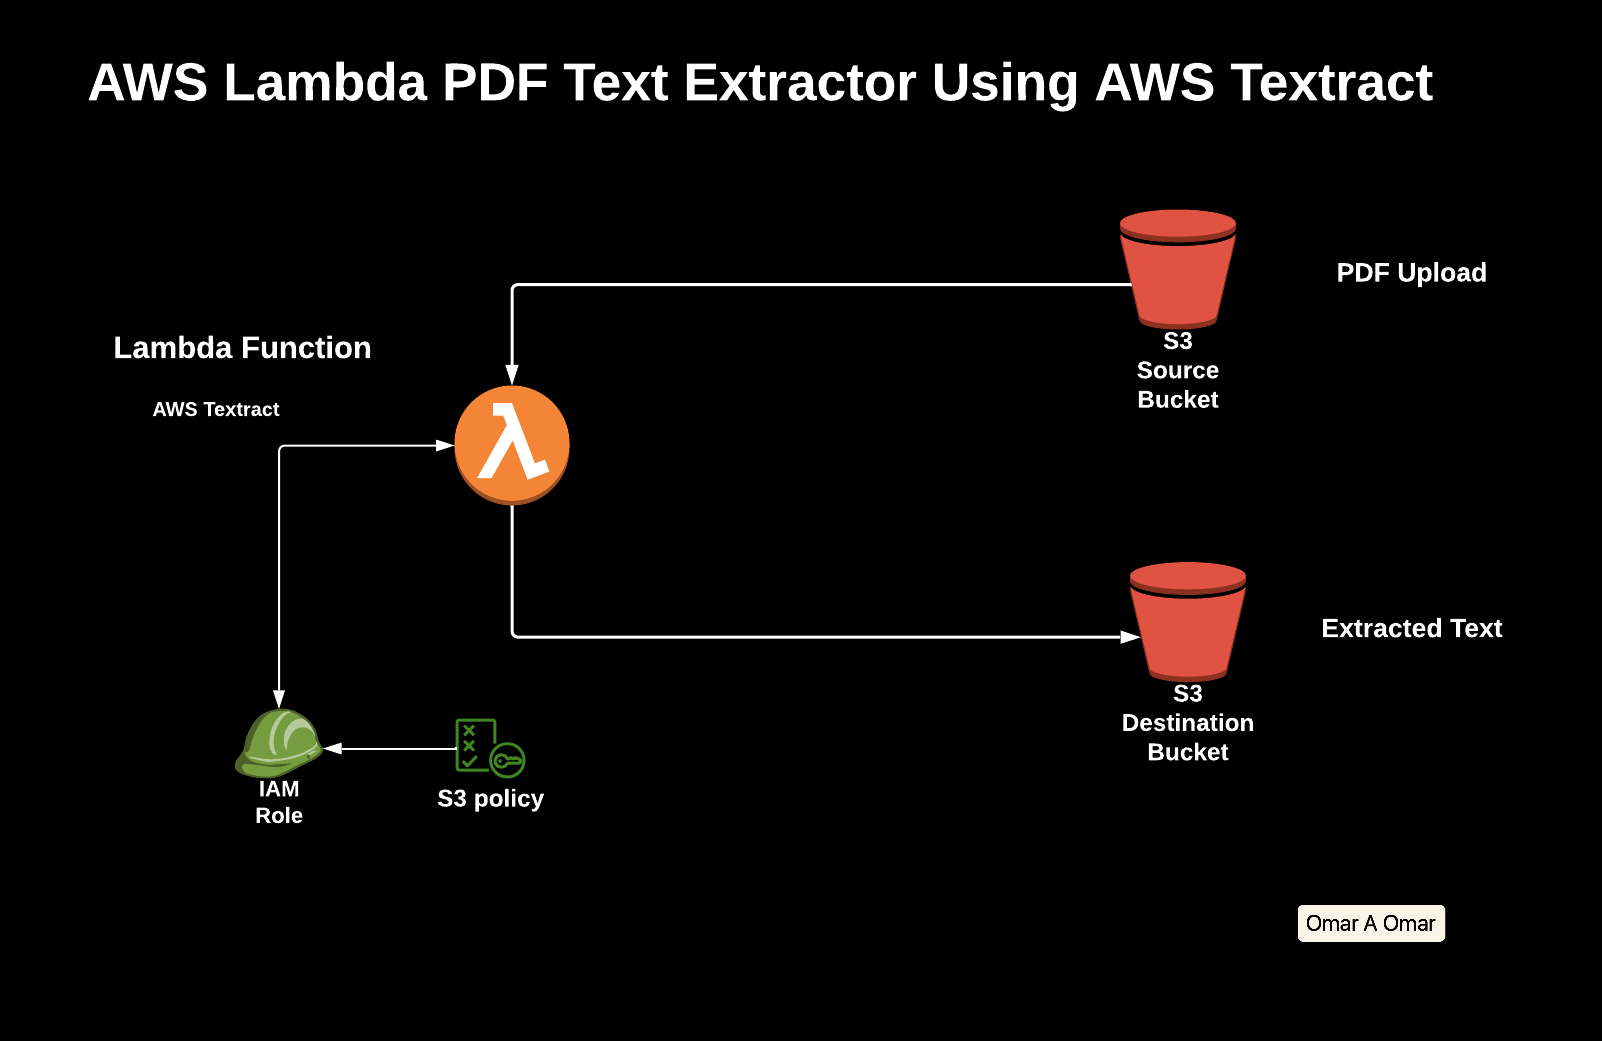 AWS Lambda PDF Text Extractor Using AWS Textract
PDF Upload
S3
Source
Bucket
Lambda Function
AWS Textract
Extracted Text
S3
Destination
Bucket
IAM
Role
S3 policy
Omar A Omar